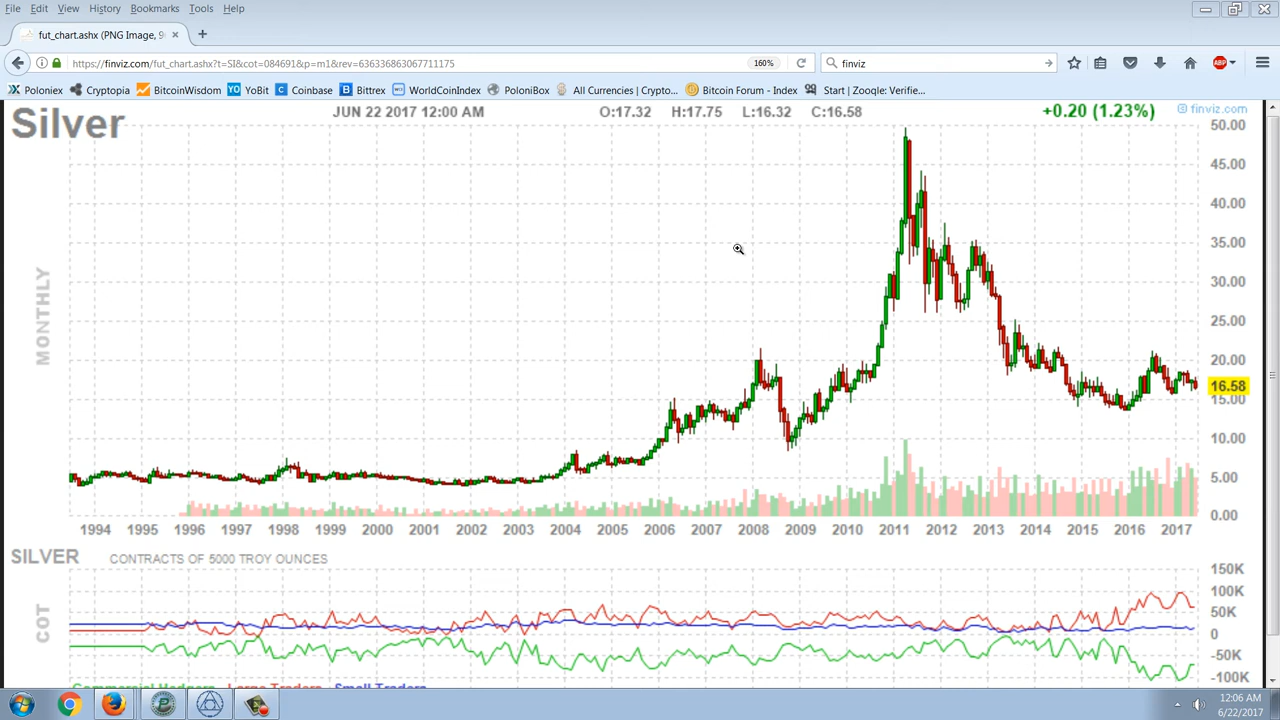 File Edit View History Bookmarks Tools Help
fut_chart.ashx (PNG Image, 9
https://finviz.com/fut_chart.ashx?t=SI&cot=084691&p=m1&rev=636336863067711175 160% finviz
Poloniex Cryptopia BitcoinWisdom YoBit Coinbase Bittrex WorldCoinIndex PoloniBox All Currencies | Crypto... Bitcoin Forum - Index Start | Zooqle: Verifie...
Silver JUN 22 2017 12:00 AM O:17.32 H:17.75 L:16.32 C:16.58 +0.20 (1.23%) © finviz.com
50.00
45.00
40.00
35.00
30.00
25.00
20.00
16.58
15.00
10.00
5.00
0.00
MONTHLY
1994 1995 1996 1997 1998 1999 2000 2001 2002 2003 2004 2005 2006 2007 2008 2009 2010 2011 2012 2013 2014 2015 2016 2017
SILVER CONTRACTS OF 5000 TROY OUNCES
150K
100K
50K
0
-50K
-100K
COT
Commercial Hedgers Large Traders Small Traders
12:06 AM
6/22/2017